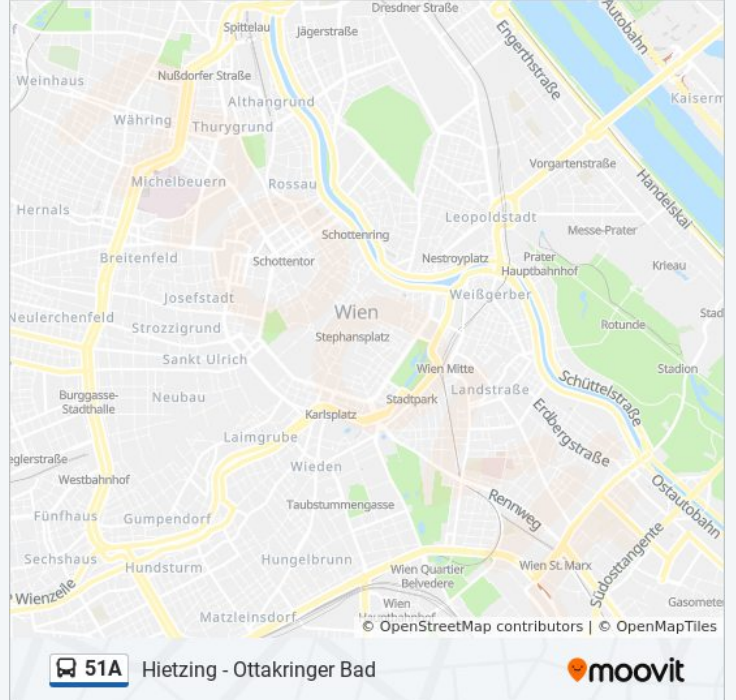 Dresdner Straße
Spittelau
Jägerstraße
Autobahn
Engerthstraße
Nußdorfer Straße
Weinhaus
Althangrund
Kaiserm
Währing
Thurygrund
Vorgartenstraße
Michelbeuern
Rossau
Handelskai
Hernals
Leopoldstadt
Messe-Prater
Schottenring
Breitenfeld
Schottentor
Nestroyplatz
Prater
Hauptbahnhof
Krieau
Josefstadt
Weißgerber
Neulerchenfeld
Wien
Stad
Strozzigrund
Stephansplatz
Rotunde
Sankt Ulrich
Wien Mitte
Stadion
Burggasse-
Stadthalle
Neubau
Landstraße
Schüttelstraße
Stadtpark
Karlsplatz
Erdbergstraße
Laimgrube
eglerstraße
Wieden
Westbahnhof
Ostautobahn
Taubstummengasse
Rennweg
Fünfhaus
Gumpendorf
Sechshaus
Hundsturm
Hungelbrunn
Wien Quartier
Belvedere
Wien St. Marx
Südosttangente
Wienzeile
Wien
Hauptbahnhof
Gasomete
Matzleinsdorf
© OpenStreetMap contributors | © OpenMapTiles
51A Hietzing - Ottakringer Bad
moovit